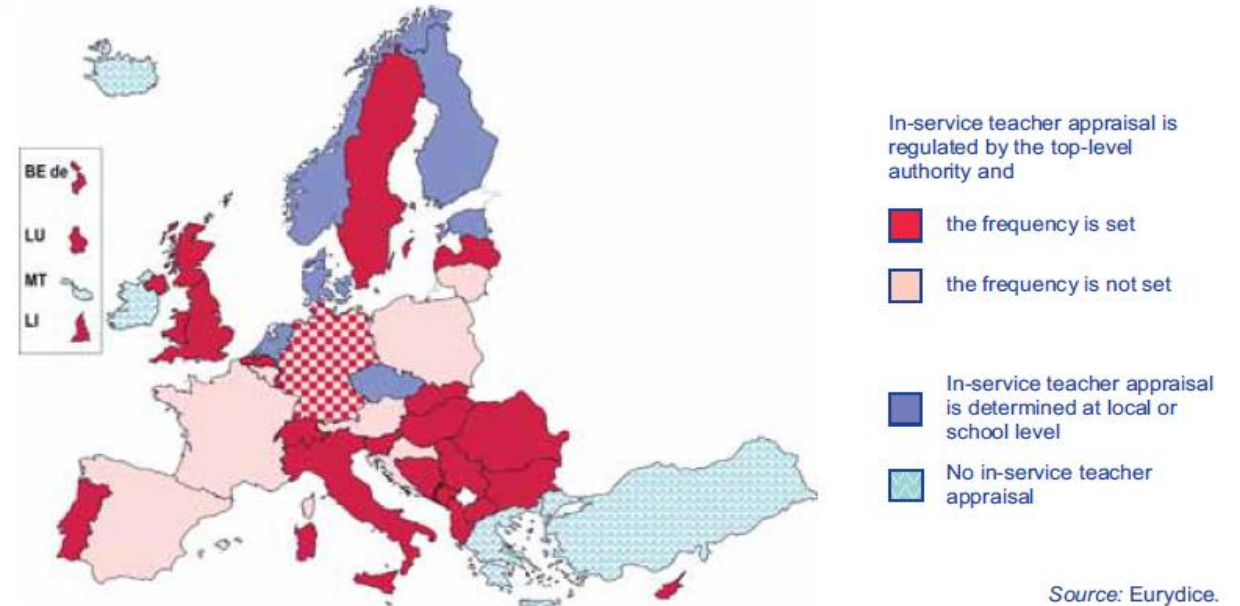 BE de
LU
MT
LI
In-service teacher appraisal is
regulated by the top-level
authority and
the frequency is set
the frequency is not set
In-service teacher appraisal
is determined at local or
school level
No in-service teacher
appraisal
Source: Eurydice.